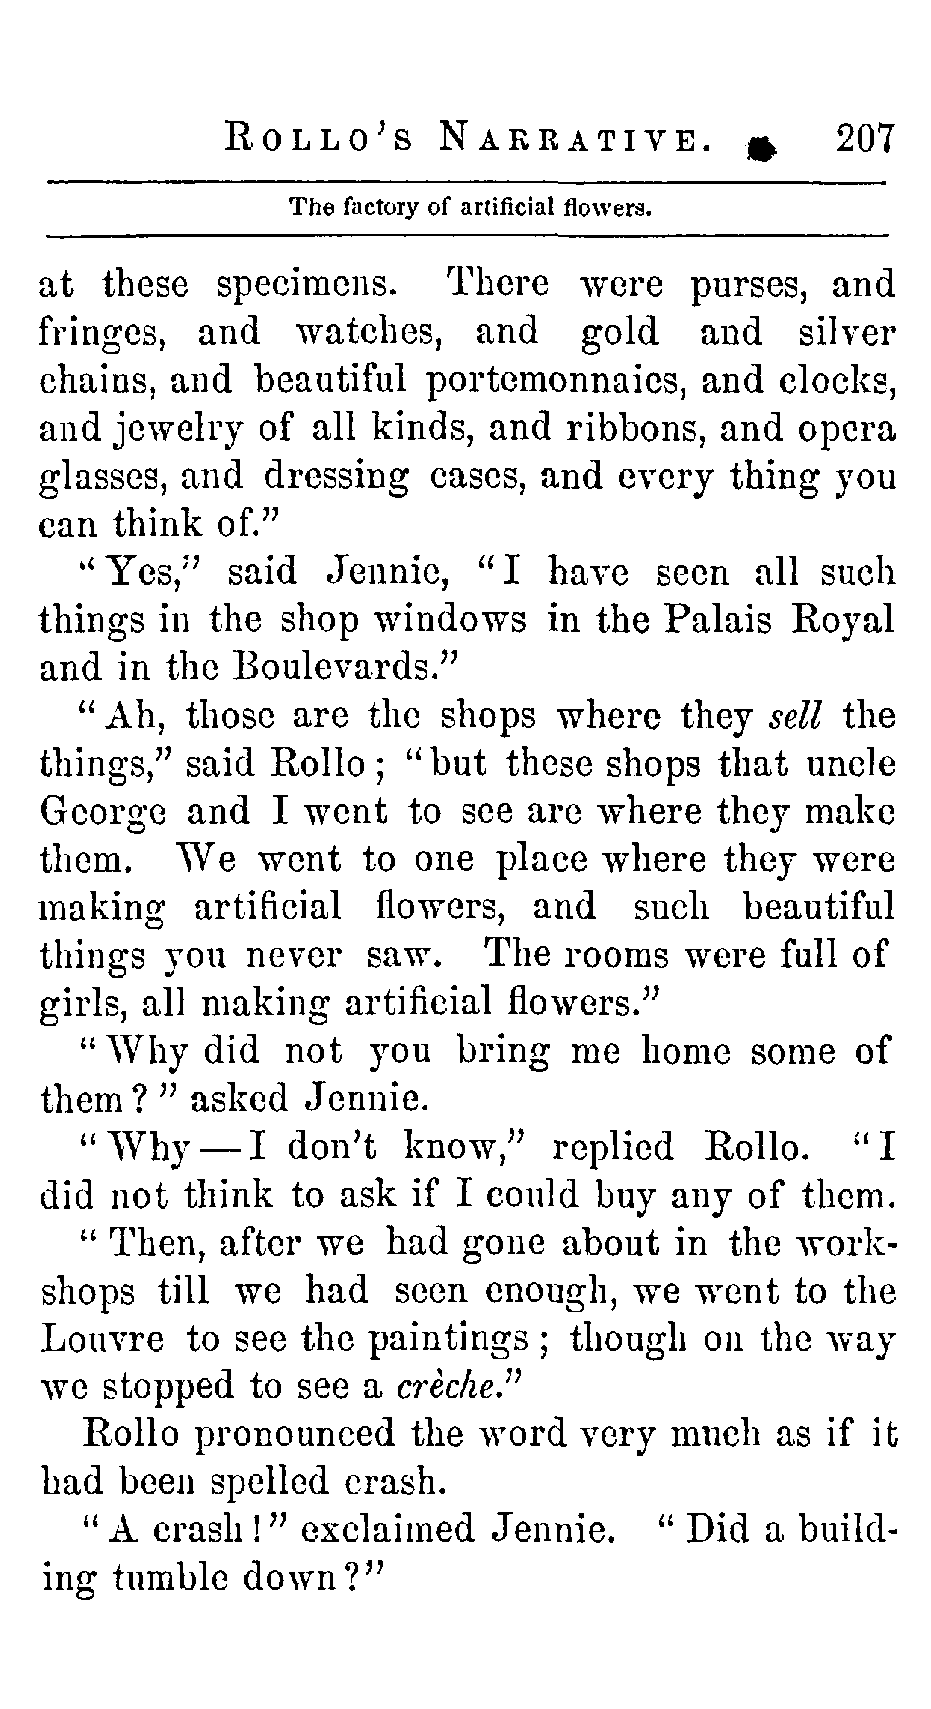 ROLLO'S NARRATIVE. 207
The factory of artificial flowers.
at these specimens. There were purses, and
fringes, and watches, and gold and silver
chains, and beautiful portemonnaies, and clocks,
and jewelry of all kinds, and ribbons, and opera
glasses, and dressing cases, and every thing you
can think of."
"Yes," said Jennie, "I have seen all such
things in the shop windows in the Palais Royal
and in the Boulevards."
"Ah, those are the shops where they sell the
things," said Rollo; "but these shops that uncle
George and I went to see are where they make
them. We went to one place where they were
making artificial flowers, and such beautiful
things you never saw. The rooms were full of
girls, all making artificial flowers."
"Why did not you bring me home some of
them?" asked Jennie.
"Why—I don't know," replied Rollo. "I
did not think to ask if I could buy any of them.
"Then, after we had gone about in the work-
shops till we had seen enough, we went to the
Louvre to see the paintings; though on the way
we stopped to see a crèche."
Rollo pronounced the word very much as if it
had been spelled crash.
"A crash!" exclaimed Jennie. "Did a build-
ing tumble down?"